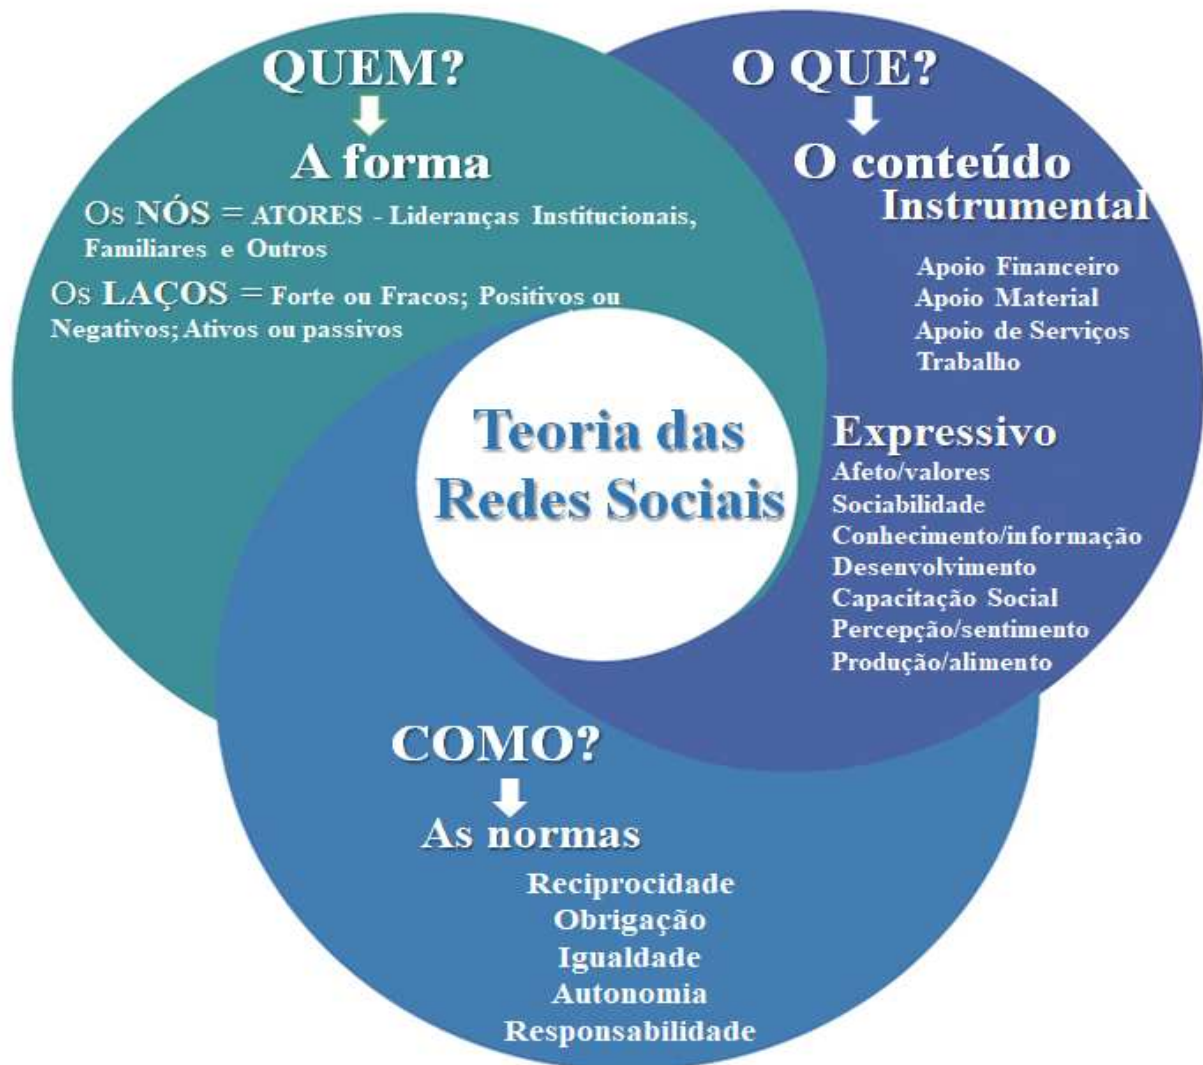 QUEM?
A forma
Os NÓS = ATORES - Lideranças Institucionais,
Familiares e Outros
Os LAÇOS = Forte ou Fracos; Positivos ou
Negativos; Ativos ou passivos
O QUE?
O conteúdo
Instrumental
Apoio Financeiro
Apoio Material
Apoio de Serviços
Trabalho
Expressivo
Afeto/valores
Sociabilidade
Conhecimento/informação
Desenvolvimento
Capacitação Social
Percepção/sentimento
Produção/alimento
Teoria das
Redes Sociais
COMO?
As normas
Reciprocidade
Obrigação
Igualdade
Autonomia
Responsabilidade